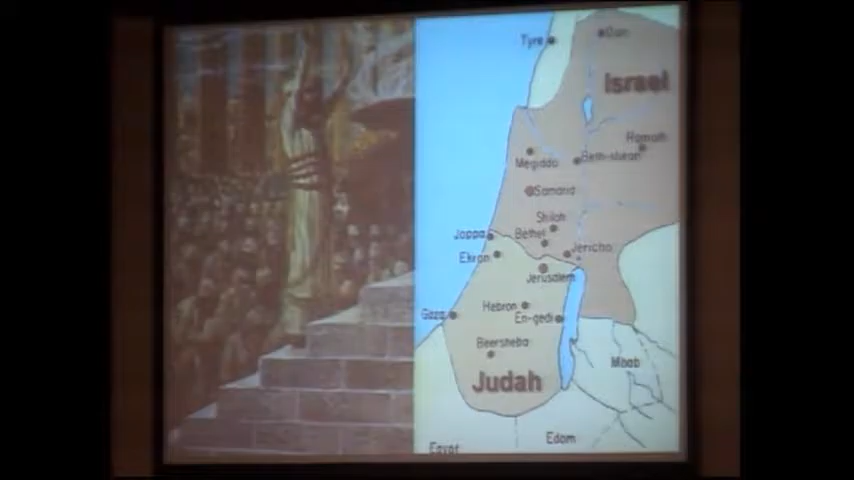 Tyre
Dan
Israel
Ramoth
Megiddo
Beth-shean
Samaria
Shiloh
Joppa
Bethel
Jericho
Ekron
Jerusalem
Hebron
En-gedi
Gaza
Beersheba
Moab
Judah
Edom
Egypt